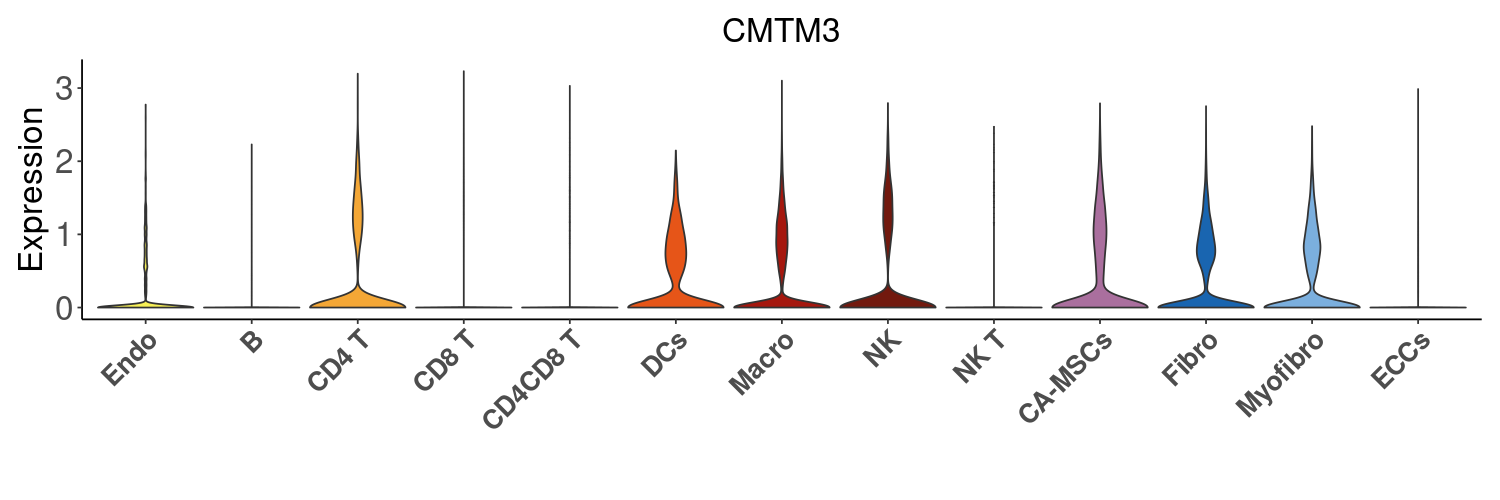 CMTM3
Expression
3
2
1
0
Endo
B
CD4 T
CD8 T
CD4CD8 T
DCs
Macro
NK
NK T
CA-MSCs
Fibro
Myofibro
ECCs